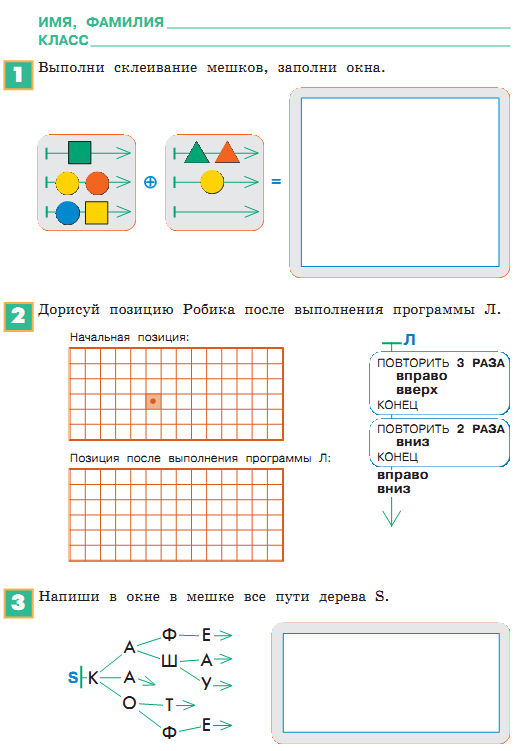 ИМЯ, ФАМИЛИЯ
КЛАСС
1 Выполни склеивание мешков, заполни окна.
⊕ =
2 Дорисуй позицию Робика после выполнения программы Л.
Начальная позиция:
Л
ПОВТОРИТЬ 3 РАЗА
вправо
вверх
КОНЕЦ
ПОВТОРИТЬ 2 РАЗА
вниз
КОНЕЦ
вправо
вниз
Позиция после выполнения программы Л:
3 Напиши в окне в мешке все пути дерева S.
Ф Е
А
Ш А
S К А У
О Т
Ф Е